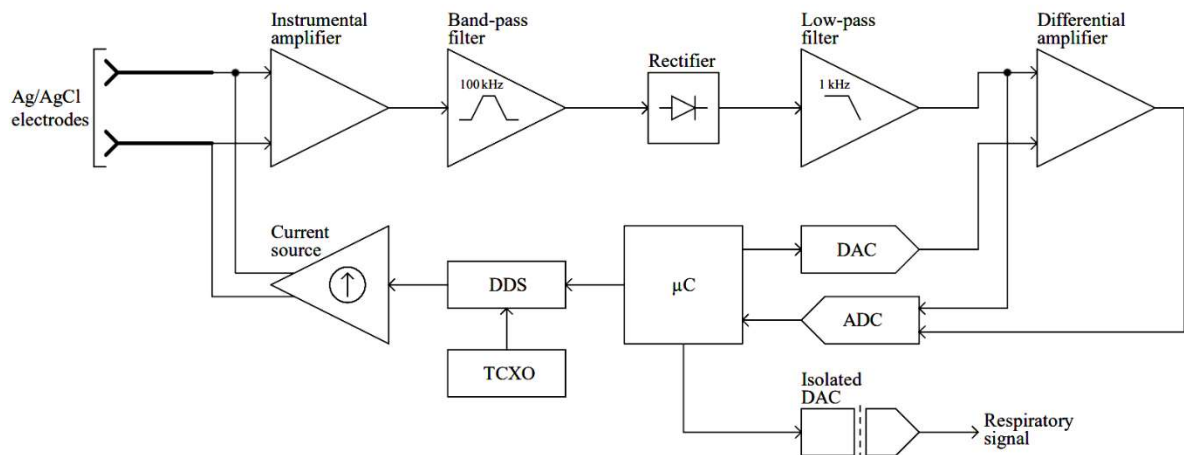 Instrumental
amplifier
Band-pass
filter
Low-pass
filter
Differential
amplifier
Rectifier
100 kHz
1 kHz
Ag/AgCl
electrodes
Current
source
DDS
µC
DAC
ADC
TCXO
Isolated
DAC
Respiratory
signal